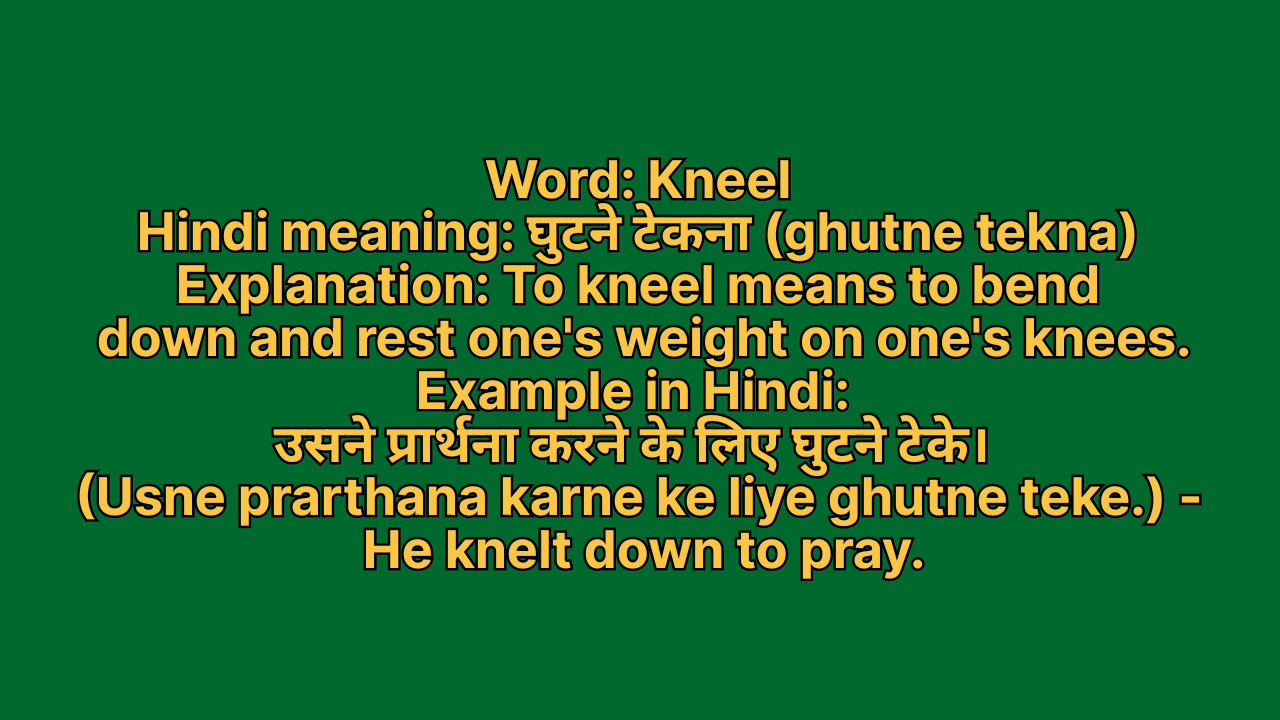 Word: Kneel
Hindi meaning: घुटने टेकना (ghutne tekna)
Explanation: To kneel means to bend
down and rest one's weight on one's knees.
Example in Hindi:
उसने प्रार्थना करने के लिए घुटने टेके।
(Usne prarthana karne ke liye ghutne teke.) -
He knelt down to pray.